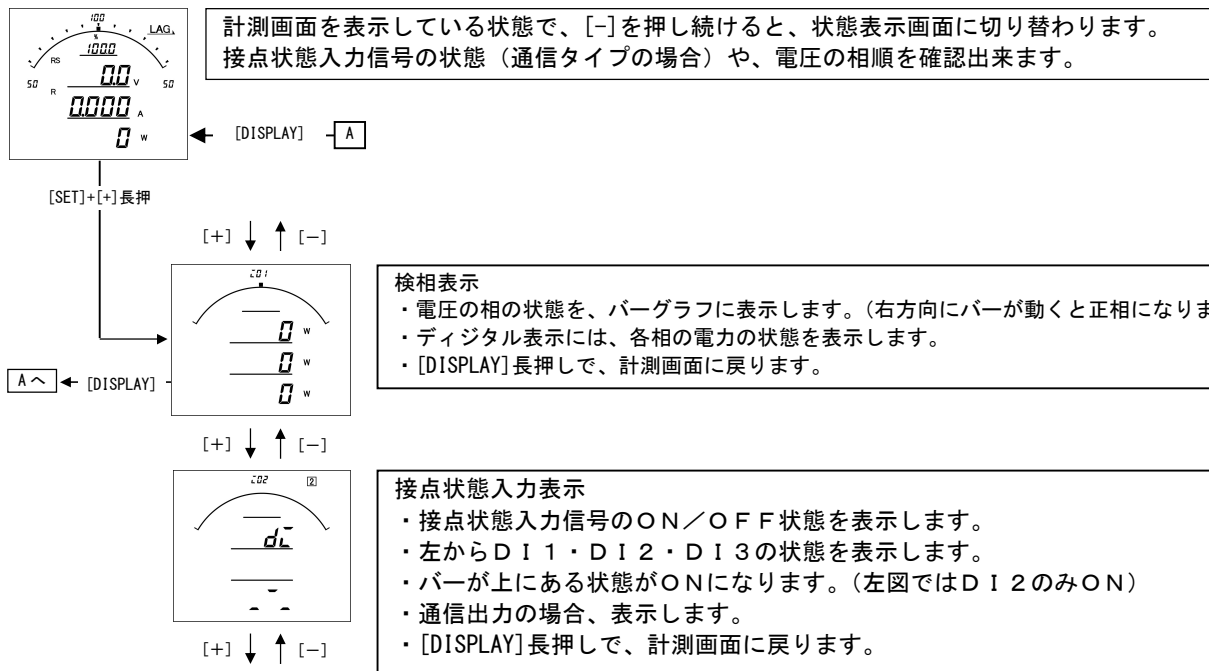 計測画面を表示している状態で、[-]を押し続けると、状態表示画面に切り替わります。
接点状態入力信号の状態（通信タイプの場合）や、電圧の相順を確認出来ます。
100
LAG
%
100.0
RS
0.0 V
50
50
R
0.000 A
0 W
[DISPLAY]
A
[SET]+[+]長押
[+] [-]
C01
0 W
0 W
0 W
検相表示
・電圧の相の状態を、バーグラフに表示します。(右方向にバーが動くと正相になりま
・ディジタル表示には、各相の電力の状態を表示します。
・[DISPLAY]長押しで、計測画面に戻ります。
Aへ
[DISPLAY]
[+] [-]
C02
2
di
接点状態入力表示
・接点状態入力信号のＯＮ／ＯＦＦ状態を表示します。
・左からＤＩ１・ＤＩ２・ＤＩ３の状態を表示します。
・バーが上にある状態がＯＮになります。(左図ではＤＩ２のみＯＮ)
・通信出力の場合、表示します。
・[DISPLAY]長押しで、計測画面に戻ります。
[+] [-]